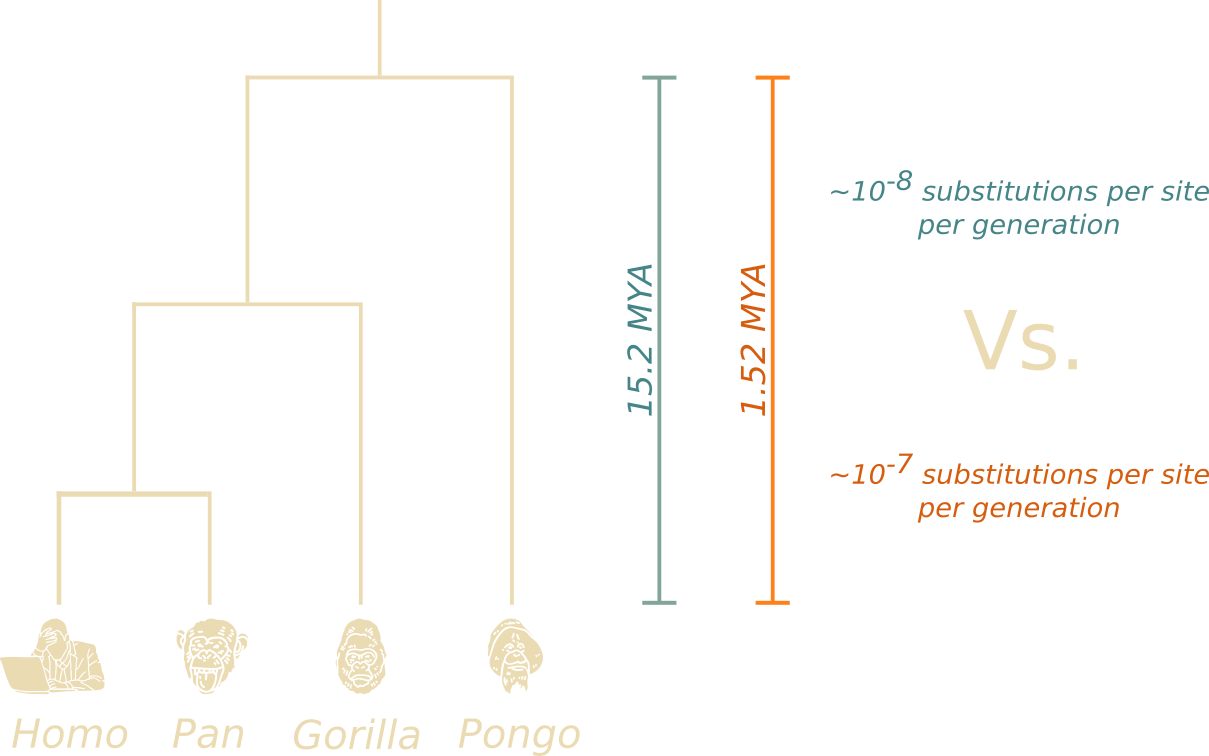 ~10-8 substitutions per site
per generation
15.2 MYA
1.52 MYA
Vs.
~10-7 substitutions per site
per generation
Homo
Pan
Gorilla
Pongo